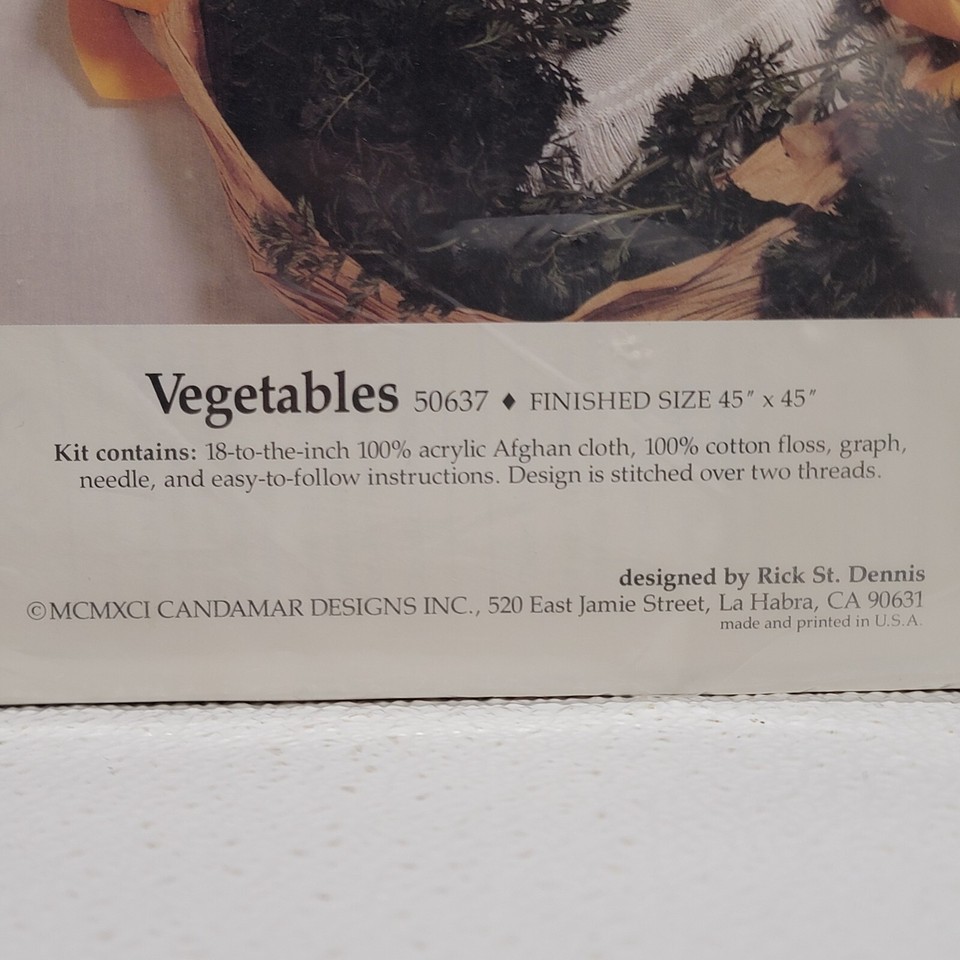 Vegetables 50637 ♦ FINISHED SIZE 45″ x 45″
Kit contains: 18-to-the-inch 100% acrylic Afghan cloth, 100% cotton floss, graph,
needle, and easy-to-follow instructions. Design is stitched over two threads.
designed by Rick St. Dennis
©MCMXCI CANDAMAR DESIGNS INC., 520 East Jamie Street, La Habra, CA 90631
made and printed in U.S.A.